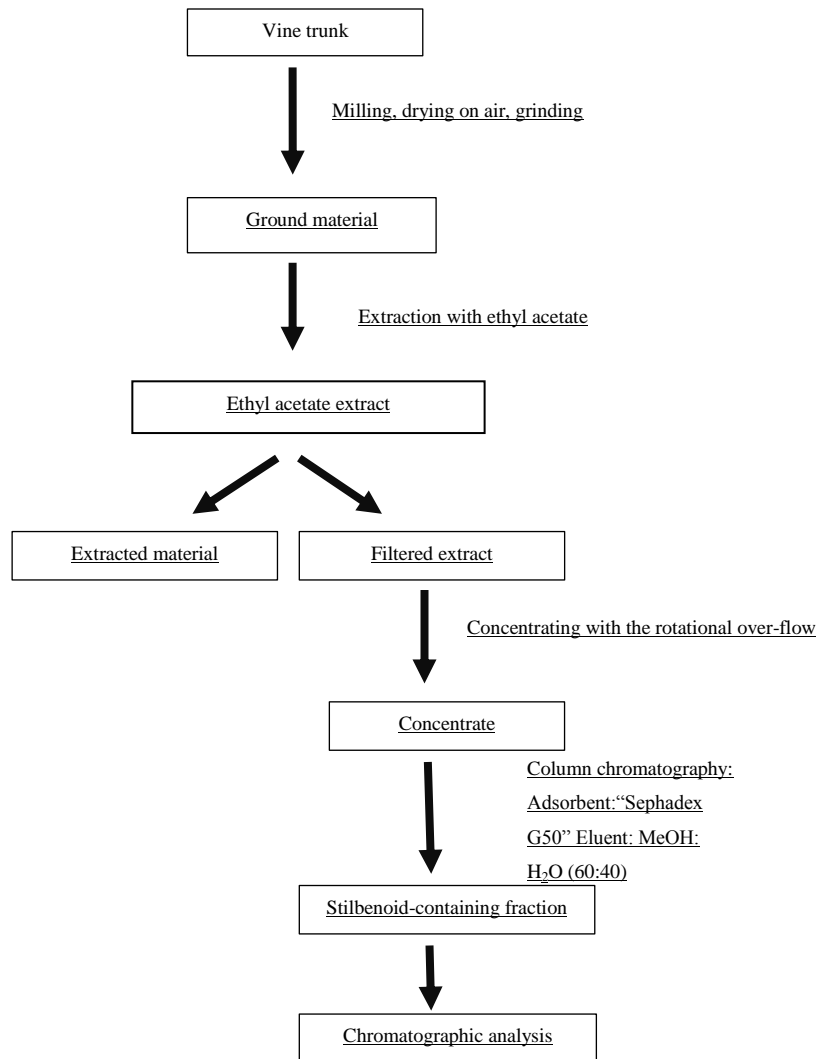 Vine trunk
Milling, drying on air, grinding
Ground material
Extraction with ethyl acetate
Ethyl acetate extract
Extracted material
Filtered extract
Concentrating with the rotational over-flow
Concentrate
Column chromatography:
Adsorbent:“Sephadex
G50” Eluent: MeOH:
H₂O (60:40)
Stilbenoid-containing fraction
Chromatographic analysis